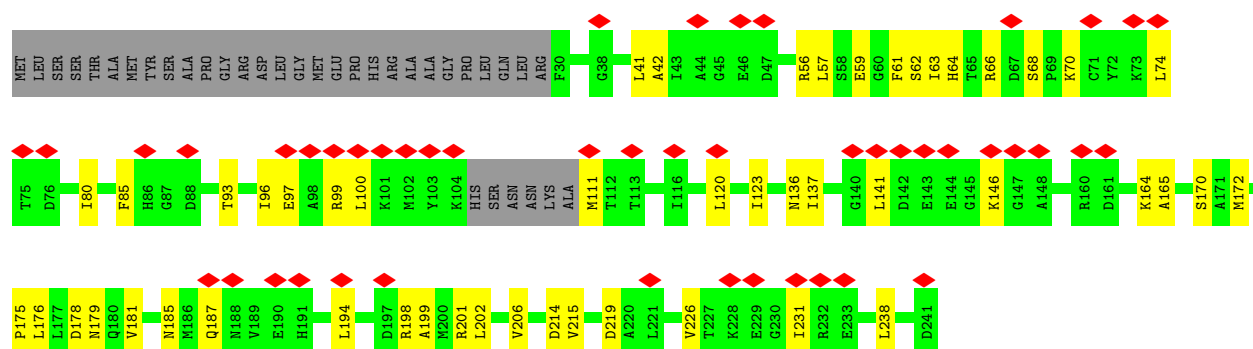 MET LEU SER SER THR ALA MET TYR SER ALA PRO GLY ARG ASP LEU GLY MET GLU PRO HIS ARG ALA ALA GLY PRO LEU GLN LEU ARG F30 G38 L41 A42 I43 A44 G45 E46 D47 R56 L57 S58 E59 G60 F61 S62 I63 H64 T65 R66 D67 S68 P69 K70 C71 Y72 K73 L74
T75 D76 I80 F85 H86 G87 D88 T93 I96 E97 A98 R99 L100 K101 M102 Y103 K104 HIS SER ASN ASN LYS ALA M111 T112 T113 I116 L120 I123 N136 I137 G140 L141 D142 E143 E144 G145 K146 G147 A148 R160 D161 K164 A165 S170 A171 M172
P175 L176 L177 D178 N179 Q180 V181 N185 M186 Q187 N188 V189 E190 H191 L194 D197 R198 A199 M200 R201 L202 V206 D214 V215 D219 A220 L221 V226 T227 K228 E229 G230 I231 R232 E233 L238 D241